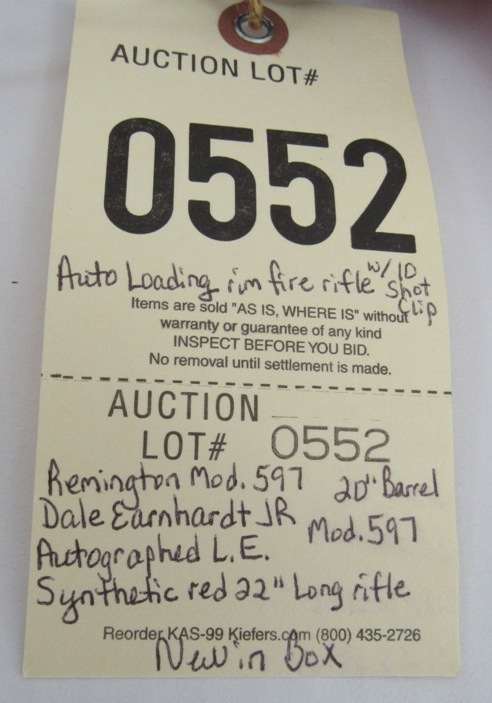 AUCTION LOT#
0552
Auto Loading rim fire rifle w/10 Shot Clip
Items are sold "AS IS, WHERE IS" without
warranty or guarantee of any kind
INSPECT BEFORE YOU BID.
No removal until settlement is made.
AUCTION
LOT# 0552
Remington Mod. 597 20" Barrel
Dale Earnhardt JR Mod. 597
Autographed L.E.
Synthetic red 22" Long rifle
Reorder KAS-99 Kiefers.com (800) 435-2726
New in Box